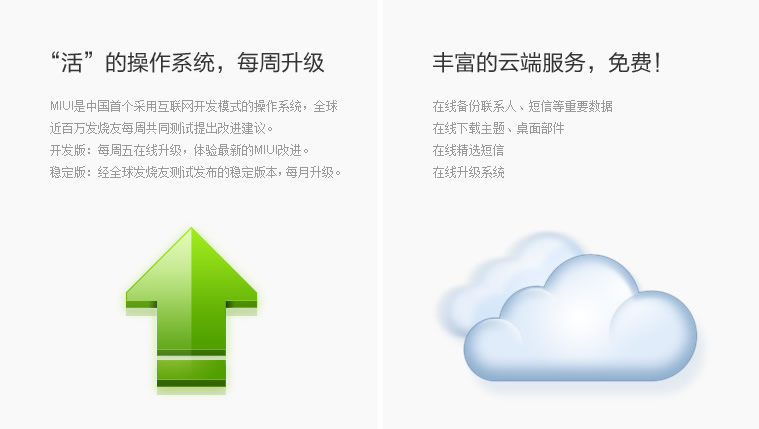 “活”的操作系统，每周升级
MIUI是中国首个采用互联网开发模式的操作系统，全球
近百万发烧友每周共同测试提出改进建议。
开发版：每周五在线升级，体验最新的MIUI改进。
稳定版：经全球发烧友测试发布的稳定版本，每月升级。
丰富的云端服务，免费！
在线备份联系人、短信等重要数据
在线下载主题、桌面部件
在线精选短信
在线升级系统